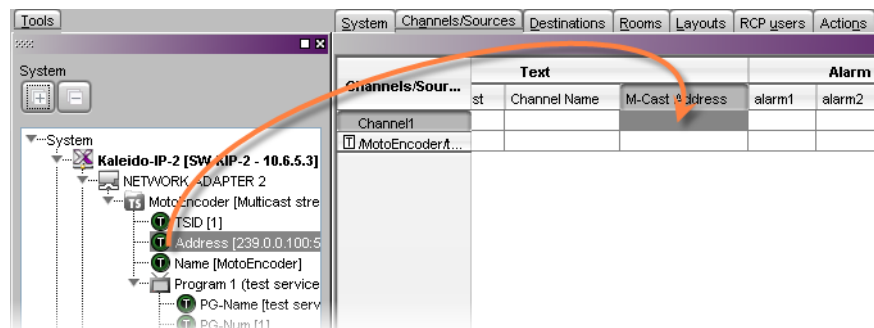 Tools
System
Channels/Sources
Destinations
Rooms
Layouts
RCP users
Actions
System
Channels/Sour...
Text
Alarm
st
Channel Name
M-Cast Address
alarm1
alarm2
Channel1
/MotoEncoder/t...
System
Kaleido-IP-2 [SW KIP-2 - 10.6.5.3]
NETWORK ADAPTER 2
TS MotoEncoder [Multicast stre
T TSID [1]
T Address [239.0.0.100:5
T Name [MotoEncoder]
Program 1 (test service
T PG-Name [test serv
T PG-Num [1]